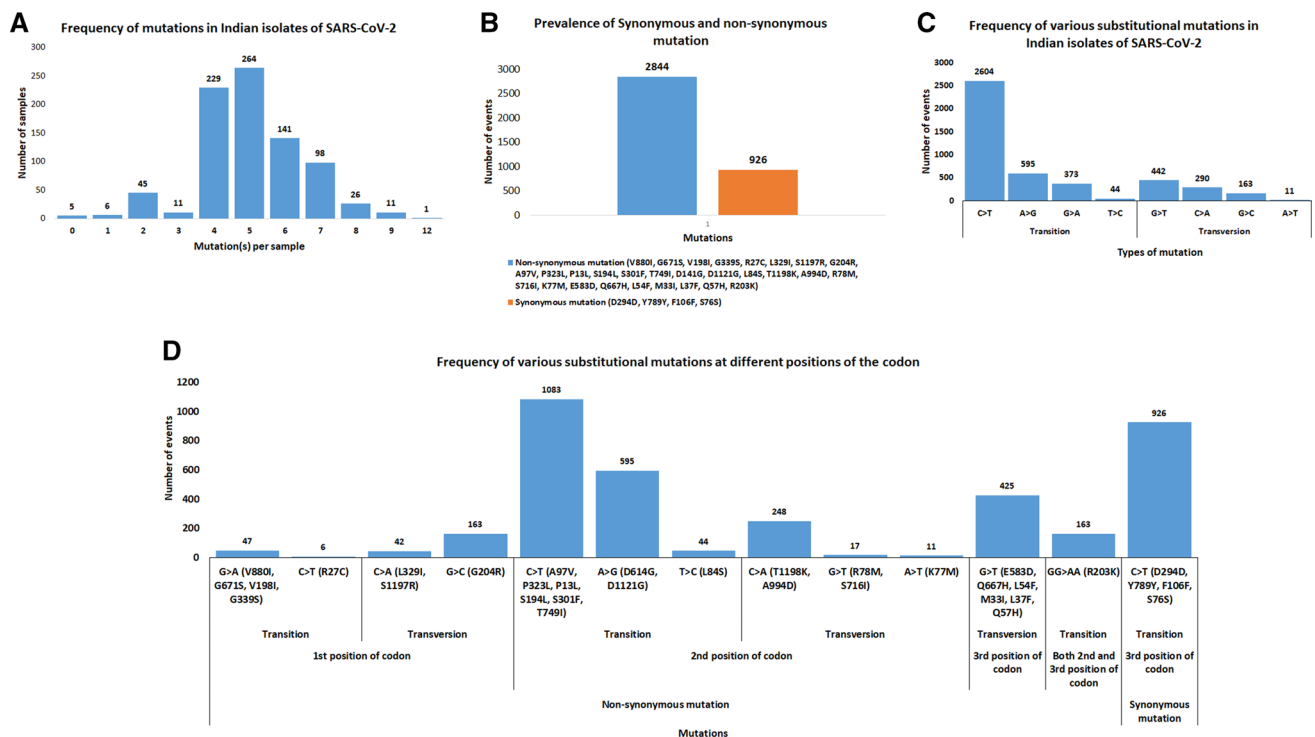 A
Frequency of mutations in Indian isolates of SARS-CoV-2
Number of samples
300
250
200
150
100
50
0
5
6
45
11
229
264
141
98
26
11
1
0
1
2
3
4
5
6
7
8
9
12
Mutation(s) per sample
B
Prevalence of Synonymous and non-synonymous
mutation
Number of events
3000
2500
2000
1500
1000
500
0
2844
926
1
Mutations
Non-synonymous mutation (V880I, G671S, V198I, G339S, R27C, L329I, S1197R, G204R,
A97V, P323L, P13L, S194L, S301F, T749I, D141G, D1121G, L84S, T1198K, A994D, R78M,
S716I, K77M, E583D, Q667H, L54F, M33I, L37F, Q57H, R203K)
Synonymous mutation (D294D, Y789Y, F106F, S76S)
C
Frequency of various substitutional mutations in
Indian isolates of SARS-CoV-2
Number of events
3000
2500
2000
1500
1000
500
0
2604
595
373
44
442
290
163
11
C>T
A>G
G>A
T>C
G>T
C>A
G>C
A>T
Transition
Transversion
Types of mutation
D
Frequency of various substitutional mutations at different positions of the codon
Number of events
1200
1000
800
600
400
200
0
47
6
42
163
1083
595
44
248
17
11
425
163
926
G>A (V880I,
G671S, V198I,
G339S)
C>T (R27C)
C>A (L329I,
S1197R)
G>C (G204R)
C>T (A97V,
P323L, P13L,
S194L, S301F,
T749I)
A>G (D614G,
D1121G)
T>C (L84S)
C>A (T1198K,
A994D)
G>T (R78M,
S716I)
A>T (K77M)
G>T (E583D,
Q667H, L54F,
M33I, L37F,
Q57H)
GG>AA (R203K)
C>T (D294D,
Y789Y, F106F,
S76S)
Transition
Transversion
Transition
Transversion
Transversion
Transition
Transition
1st position of codon
2nd position of codon
3rd position of
codon
Both 2nd and
3rd position of
codon
3rd position of
codon
Non-synonymous mutation
Synonymous
mutation
Mutations